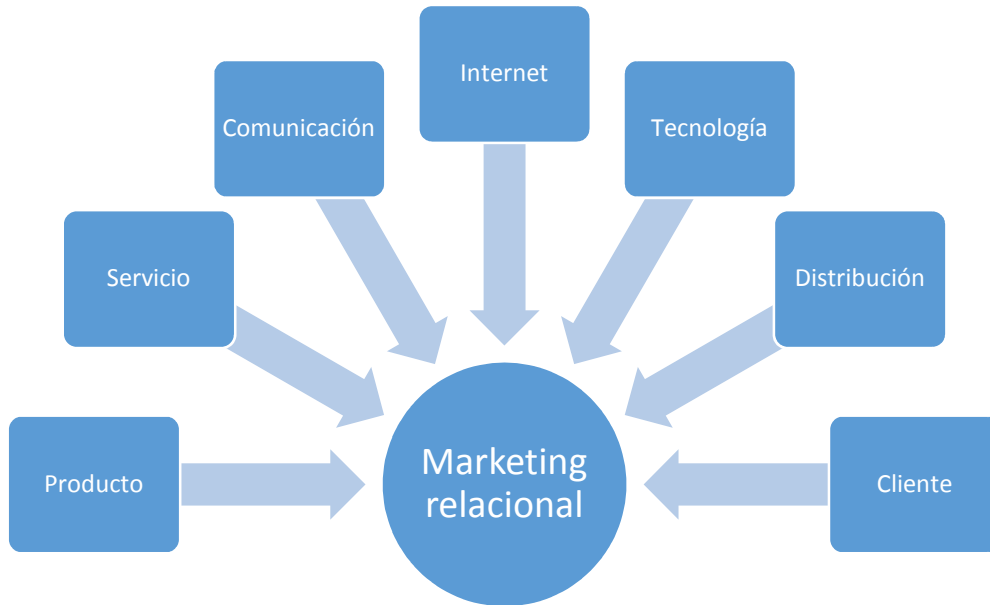 Internet
Comunicación
Tecnología
Servicio
Distribución
Producto
Marketing
relacional
Cliente